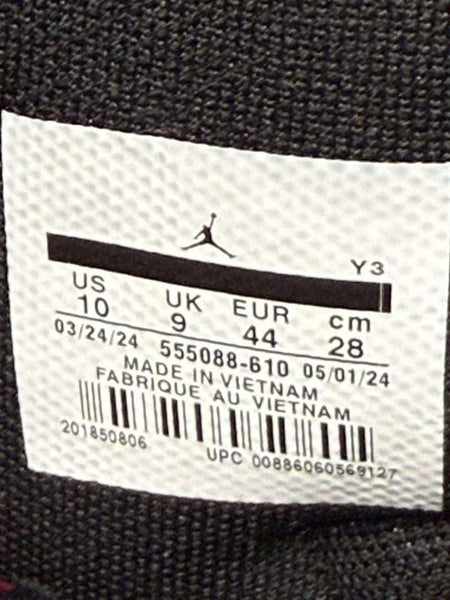 Y3
US UK EUR cm
10 9 44 28
03/24/24 555088-610 05/01/24
MADE IN VIETNAM
FABRIQUE AU VIETNAM
201850806 UPC 00886060569127